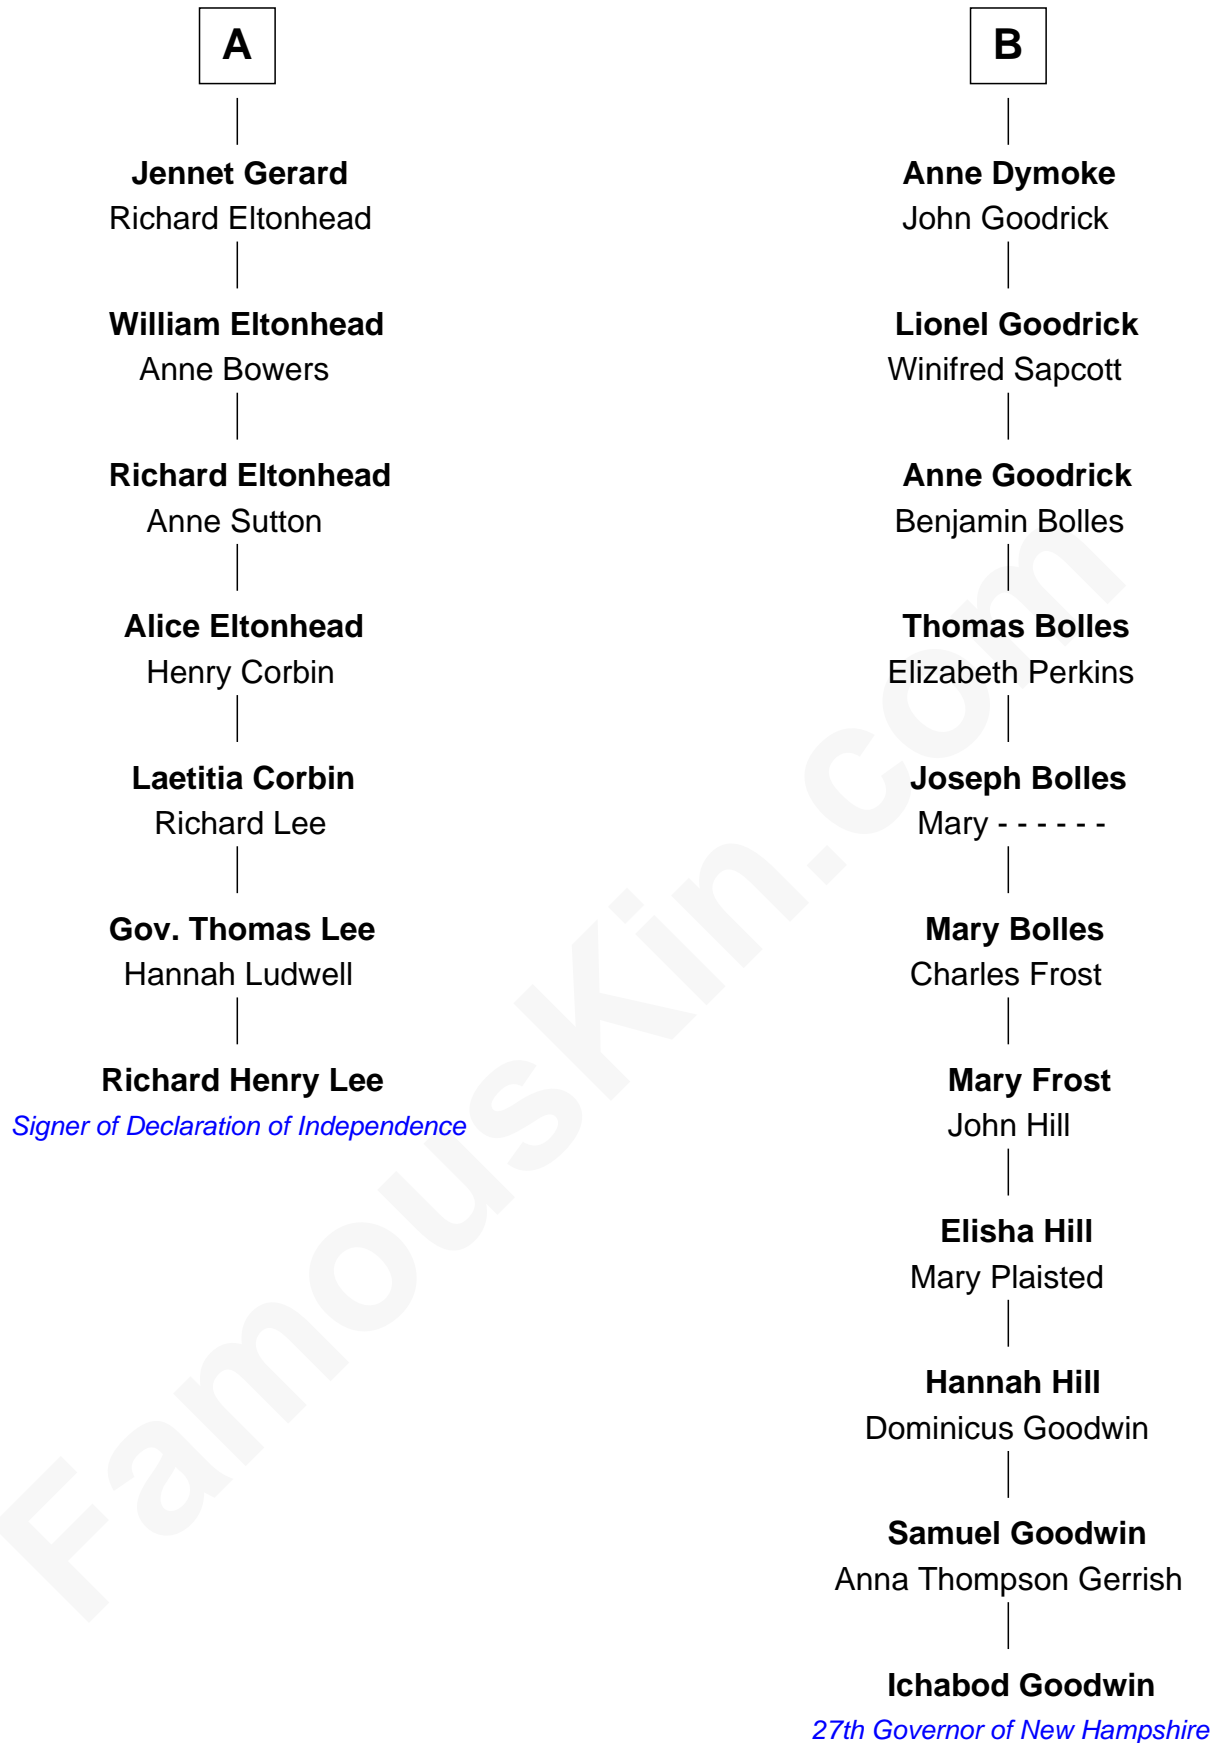 A
Jennet Gerard
Richard Eltonhead
William Eltonhead
Anne Bowers
Richard Eltonhead
Anne Sutton
Alice Eltonhead
Henry Corbin
Laetitia Corbin
Richard Lee
Gov. Thomas Lee
Hannah Ludwell
Richard Henry Lee
Signer of Declaration of Independence
B
Anne Dymoke
John Goodrick
Lionel Goodrick
Winifred Sapcott
Anne Goodrick
Benjamin Bolles
Thomas Bolles
Elizabeth Perkins
Joseph Bolles
Mary - - - - - -
Mary Bolles
Charles Frost
Mary Frost
John Hill
Elisha Hill
Mary Plaisted
Hannah Hill
Dominicus Goodwin
Samuel Goodwin
Anna Thompson Gerrish
Ichabod Goodwin
27th Governor of New Hampshire
FamousKin.com